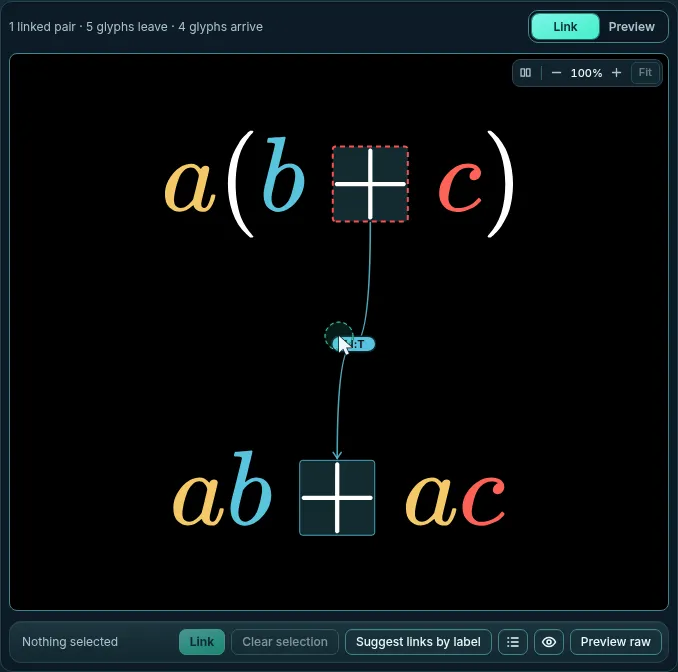 1 linked pair · 5 glyphs leave · 4 glyphs arrive
Link Preview
− 100% + Fit
a(b + c)
ab + ac
Nothing selected Link Clear selection Suggest links by label Preview raw